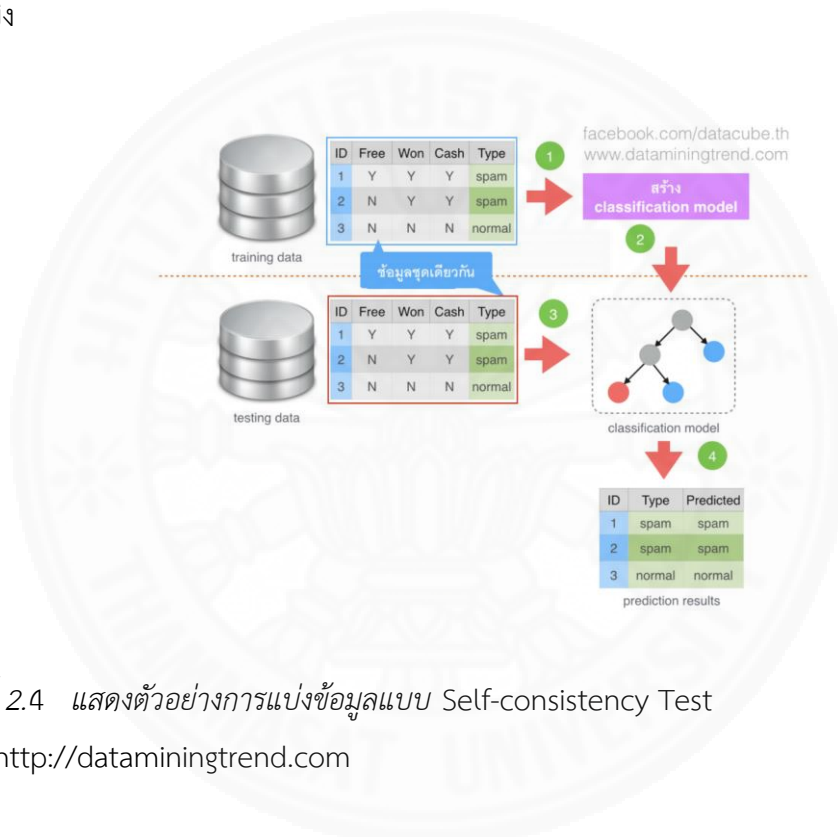 facebook.com/datacube.th
www.dataminingtrend.com
ID Free Won Cash Type
1 Y Y Y spam
2 N Y Y spam
3 N N N normal
1
สร้าง
classification model
2
training data
ข้อมูลชุดเดียวกัน
ID Free Won Cash Type
1 Y Y Y spam
2 N Y Y spam
3 N N N normal
3
testing data
classification model
4
ID Type Predicted
1 spam spam
2 spam spam
3 normal normal
prediction results
2.4 แสดงตัวอย่างการแบ่งข้อมูลแบบ Self-consistency Test
http://dataminingtrend.com